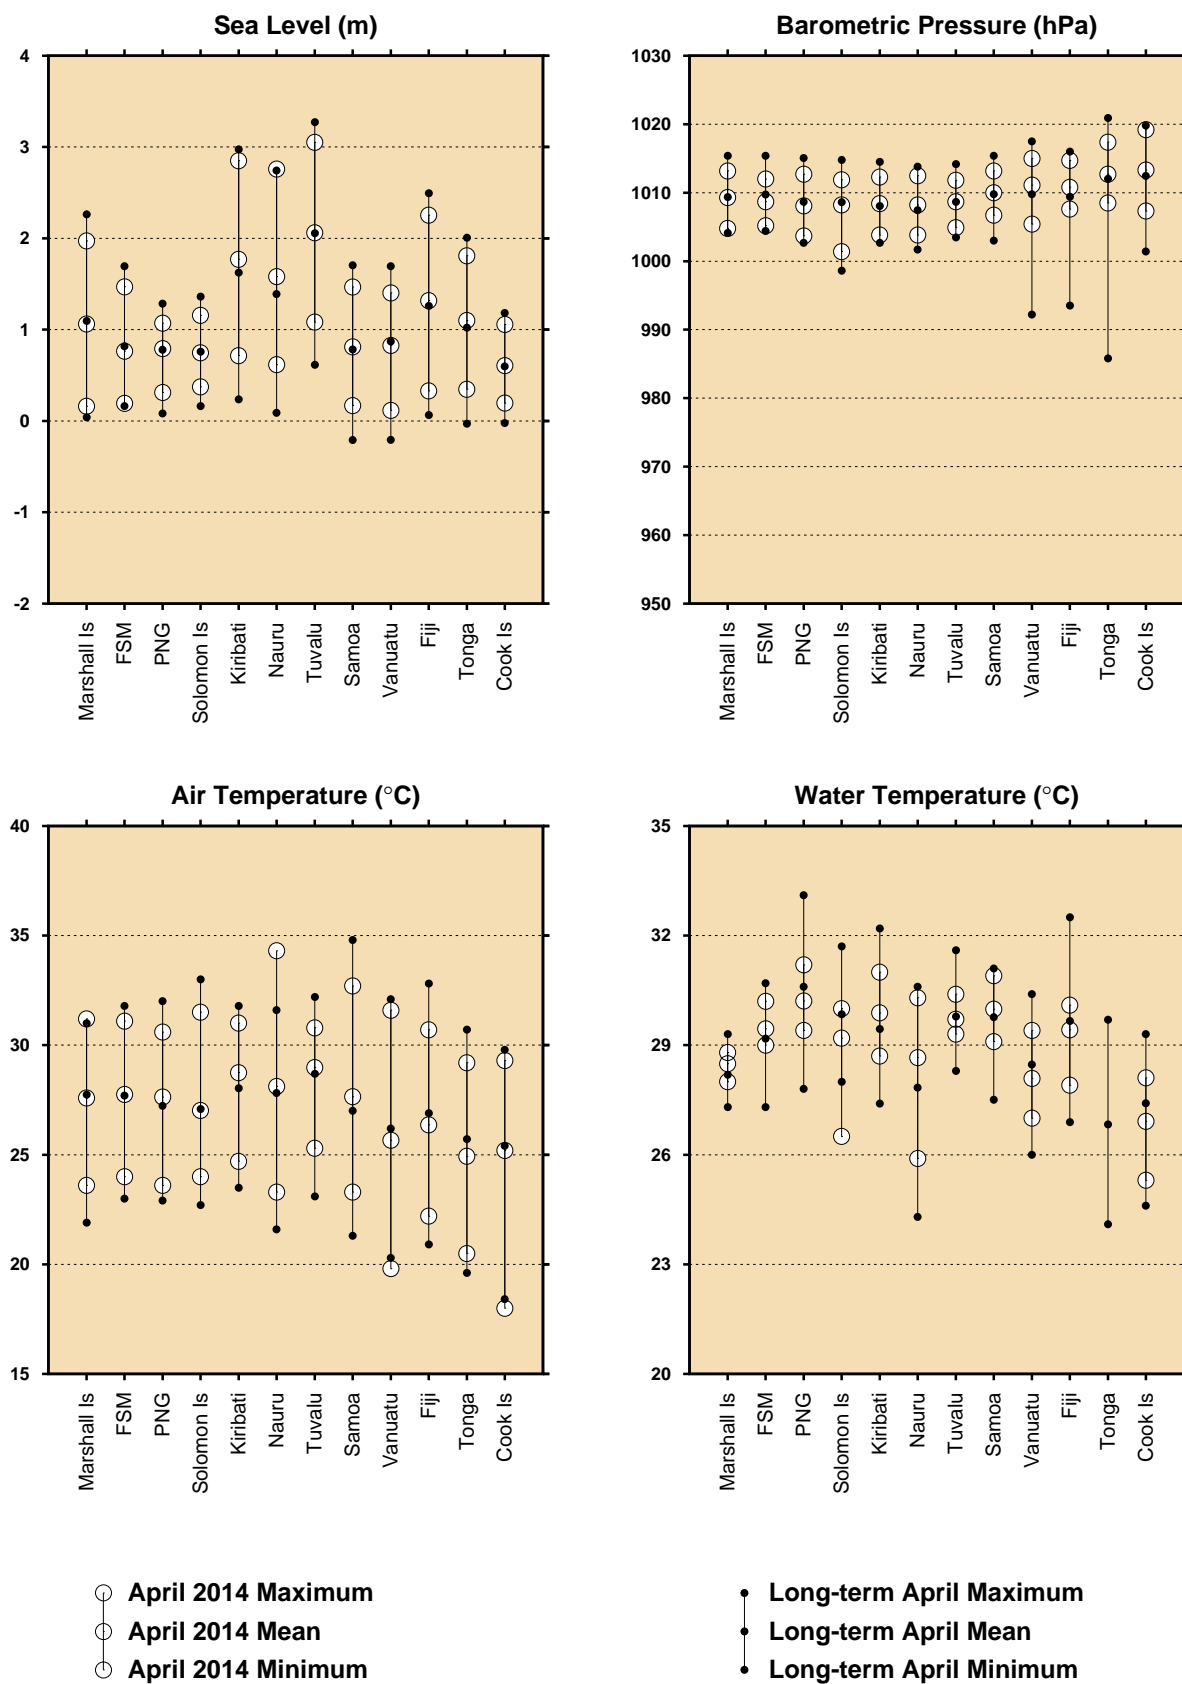 Sea Level (m)
4
3
2
1
0
-1
-2
Marshall Is
FSM
PNG
Solomon Is
Kiribati
Nauru
Tuvalu
Samoa
Vanuatu
Fiji
Tonga
Cook Is
Barometric Pressure (hPa)
1030
1020
1010
1000
990
980
970
960
950
Marshall Is
FSM
PNG
Solomon Is
Kiribati
Nauru
Tuvalu
Samoa
Vanuatu
Fiji
Tonga
Cook Is
Air Temperature (°C)
40
35
30
25
20
15
Marshall Is
FSM
PNG
Solomon Is
Kiribati
Nauru
Tuvalu
Samoa
Vanuatu
Fiji
Tonga
Cook Is
Water Temperature (°C)
35
32
29
26
23
20
Marshall Is
FSM
PNG
Solomon Is
Kiribati
Nauru
Tuvalu
Samoa
Vanuatu
Fiji
Tonga
Cook Is
April 2014 Maximum
April 2014 Mean
April 2014 Minimum
Long-term April Maximum
Long-term April Mean
Long-term April Minimum